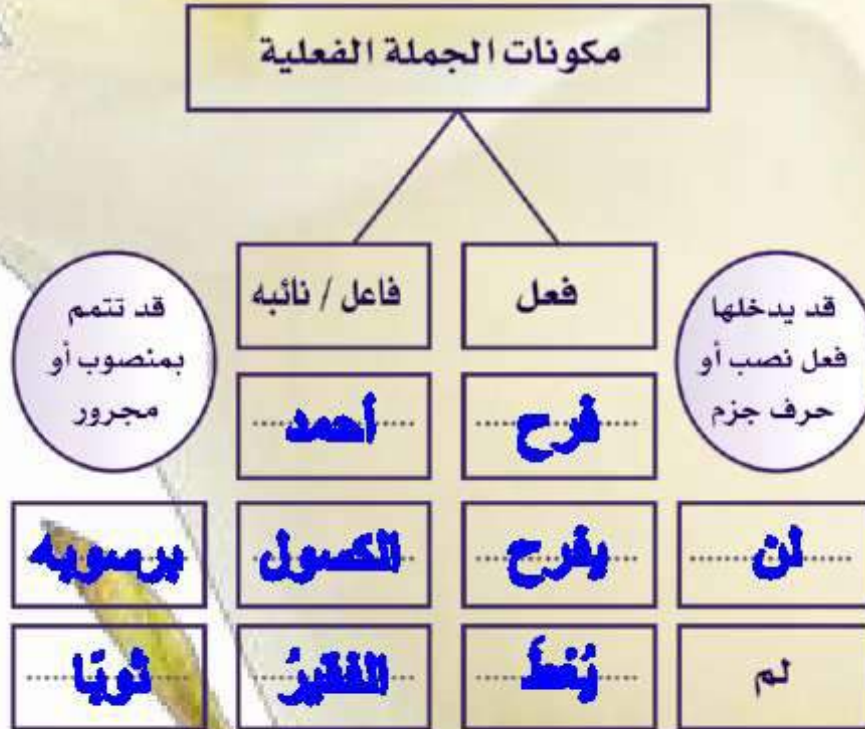 مكونات الجملة الفعلية
قد يدخلها
فعل نصب أو
حرف جزم
فعل
فاعل / نائبه
قد تتمم
بمنصوب أو
مجرور
فرح
أحمد
لن
يفرح
الكسول
برسوبه
لم
يُعْطَ
الفقيرُ
ثوبًا